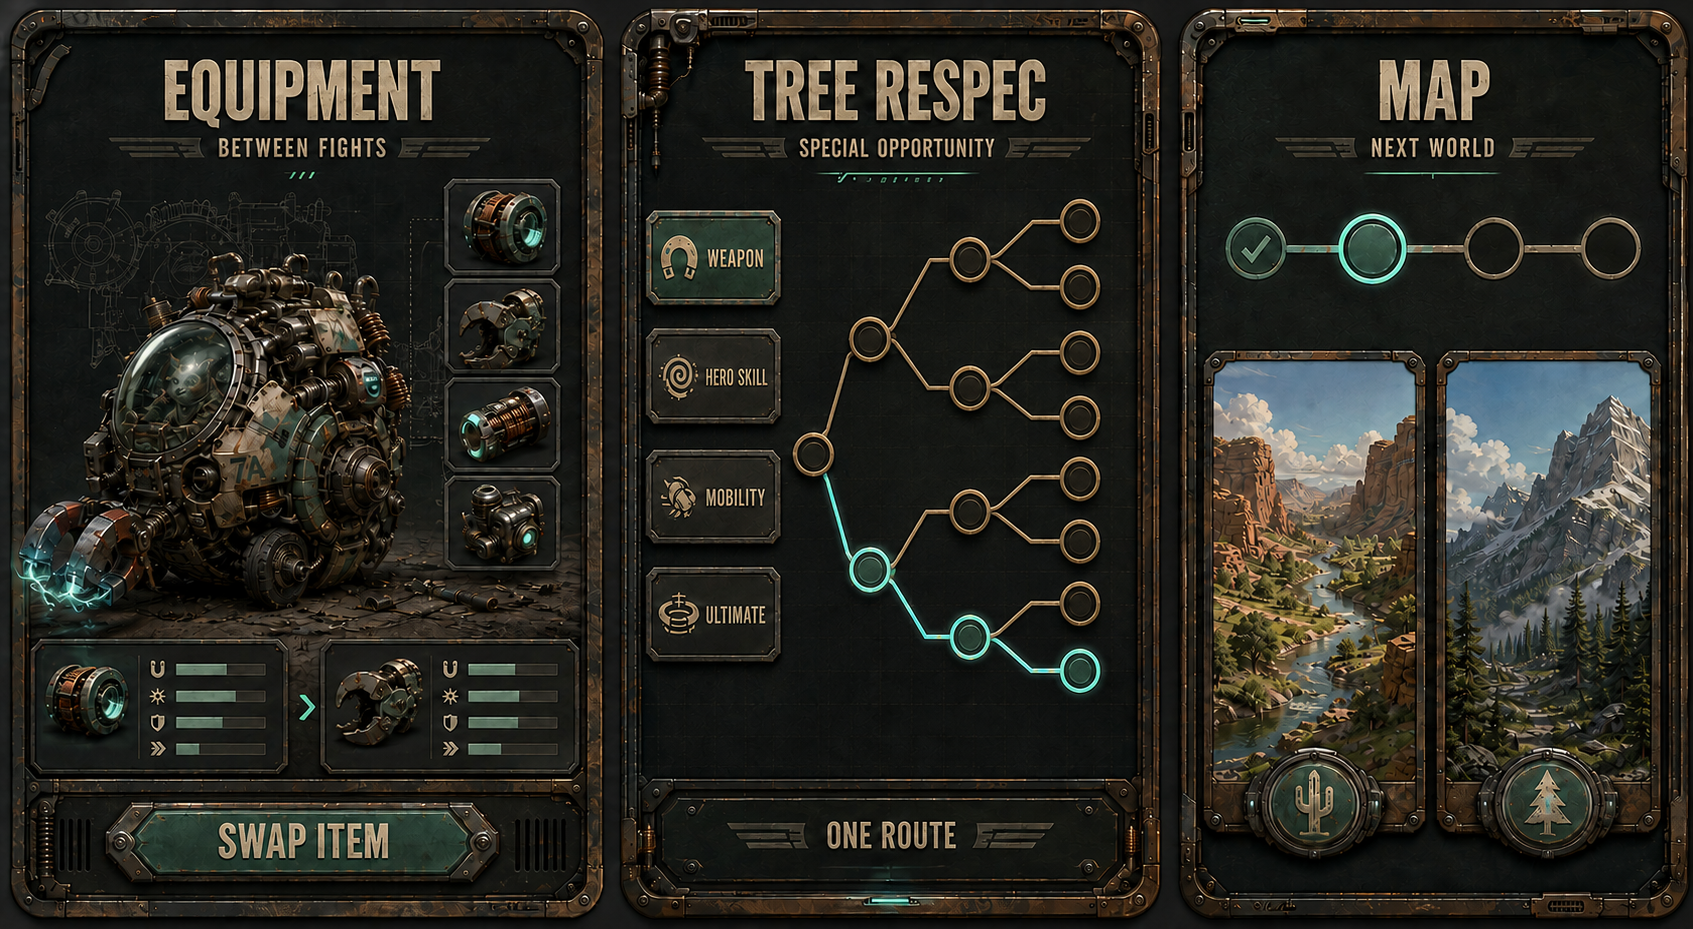 EQUIPMENT
BETWEEN FIGHTS
7A
SWAP ITEM
TREE RESPEC
SPECIAL OPPORTUNITY
WEAPON
HERO SKILL
MOBILITY
ULTIMATE
ONE ROUTE
MAP
NEXT WORLD